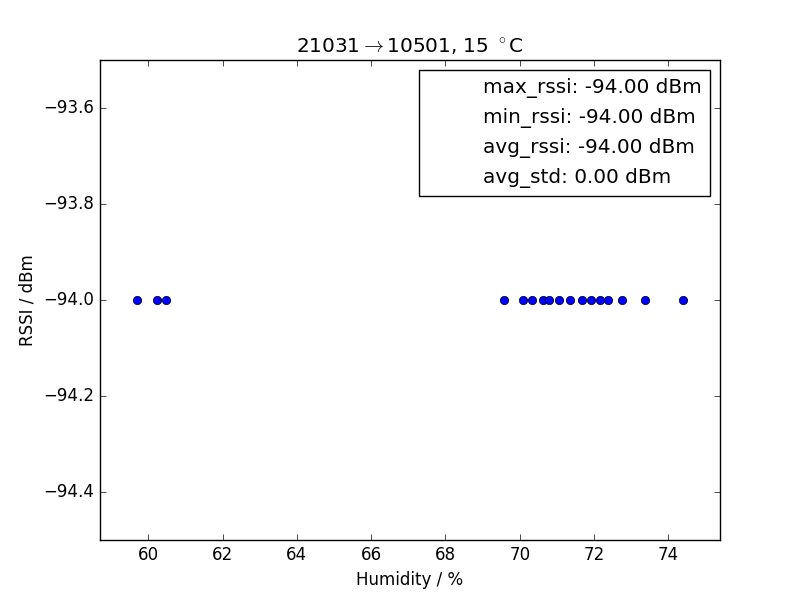 21031→10501, 15 °C
max_rssi: -94.00 dBm
min_rssi: -94.00 dBm
avg_rssi: -94.00 dBm
avg_std: 0.00 dBm
−93.6
−93.8
−94.0
−94.2
−94.4
RSSI / dBm
60 62 64 66 68 70 72 74
Humidity / %